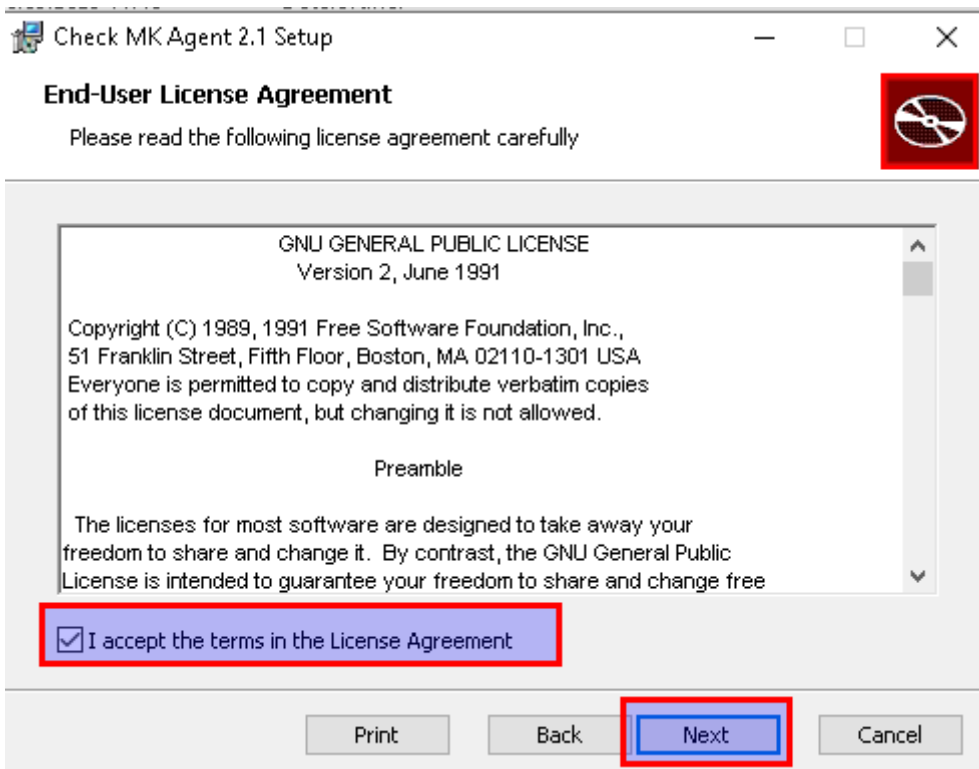 Check MK Agent 2.1 Setup
End-User License Agreement
Please read the following license agreement carefully
GNU GENERAL PUBLIC LICENSE
Version 2, June 1991
Copyright (C) 1989, 1991 Free Software Foundation, Inc.,
51 Franklin Street, Fifth Floor, Boston, MA 02110-1301 USA
Everyone is permitted to copy and distribute verbatim copies
of this license document, but changing it is not allowed.
Preamble
The licenses for most software are designed to take away your
freedom to share and change it.  By contrast, the GNU General Public
License is intended to guarantee your freedom to share and change free
I accept the terms in the License Agreement
Print Back Next Cancel